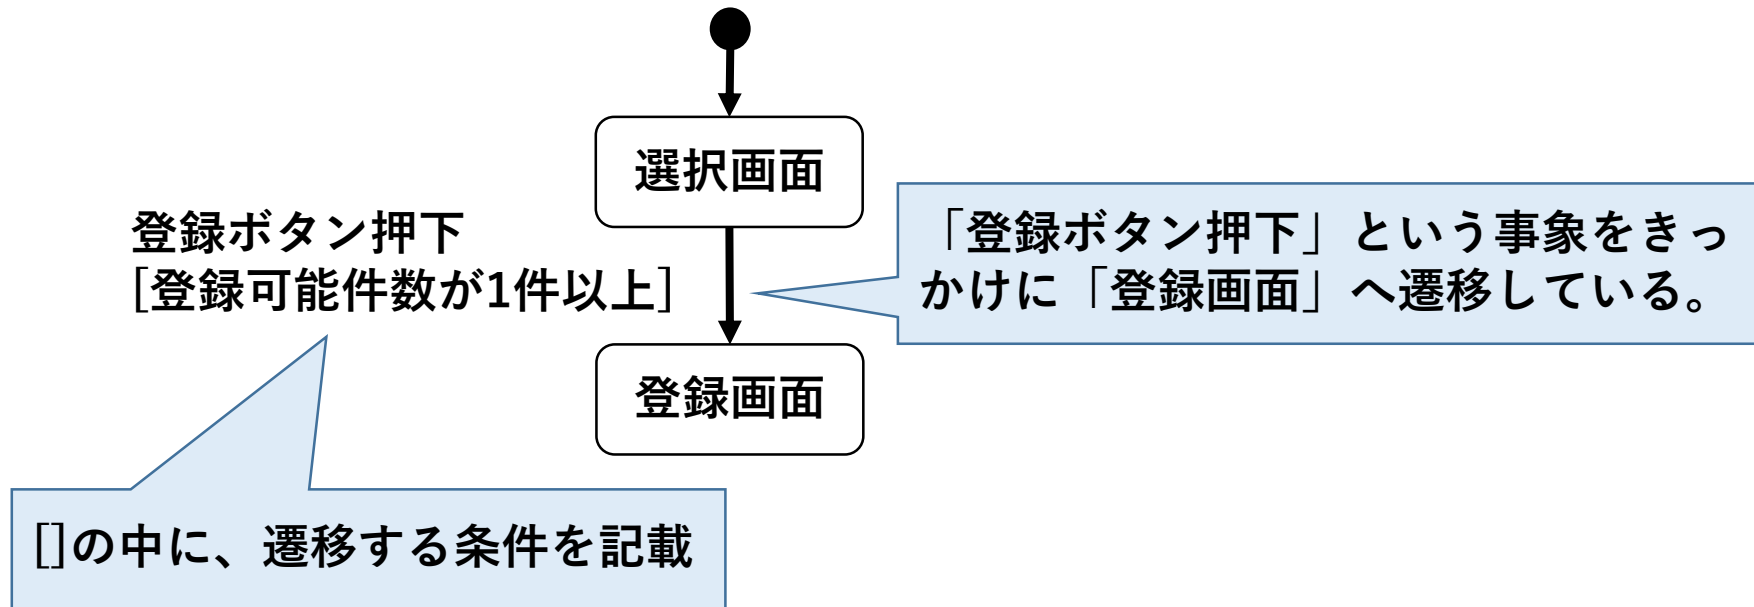 選択画面
登録ボタン押下
[登録可能件数が1件以上]
「登録ボタン押下」という事象をきっ
かけに「登録画面」へ遷移している。
登録画面
[]の中に、遷移する条件を記載